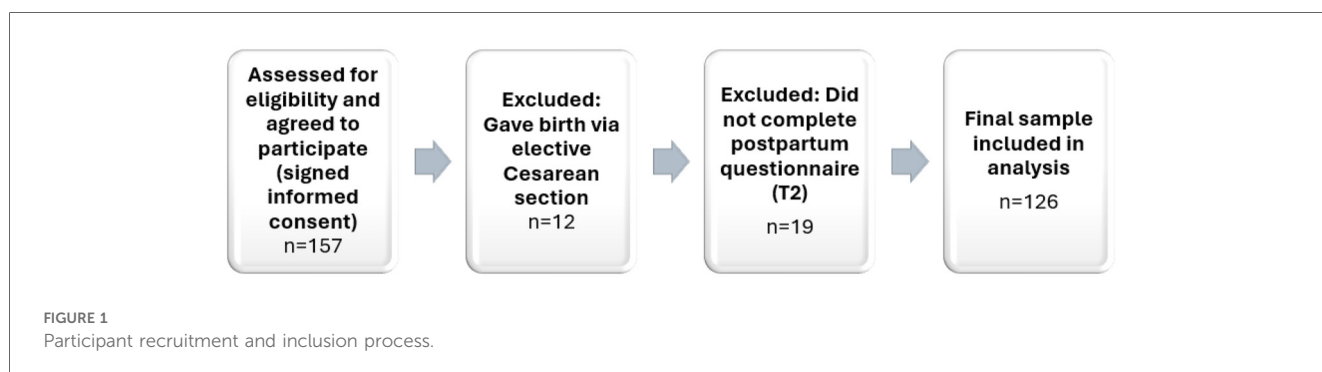 Assessed for
eligibility and
agreed to
participate
(signed
informed
consent)
n=157
Excluded:
Gave birth via
elective
Cesarean
section
n=12
Excluded: Did
not complete
postpartum
questionnaire
(T2)
n=19
Final sample
included in
analysis
n=126
FIGURE 1
Participant recruitment and inclusion process.